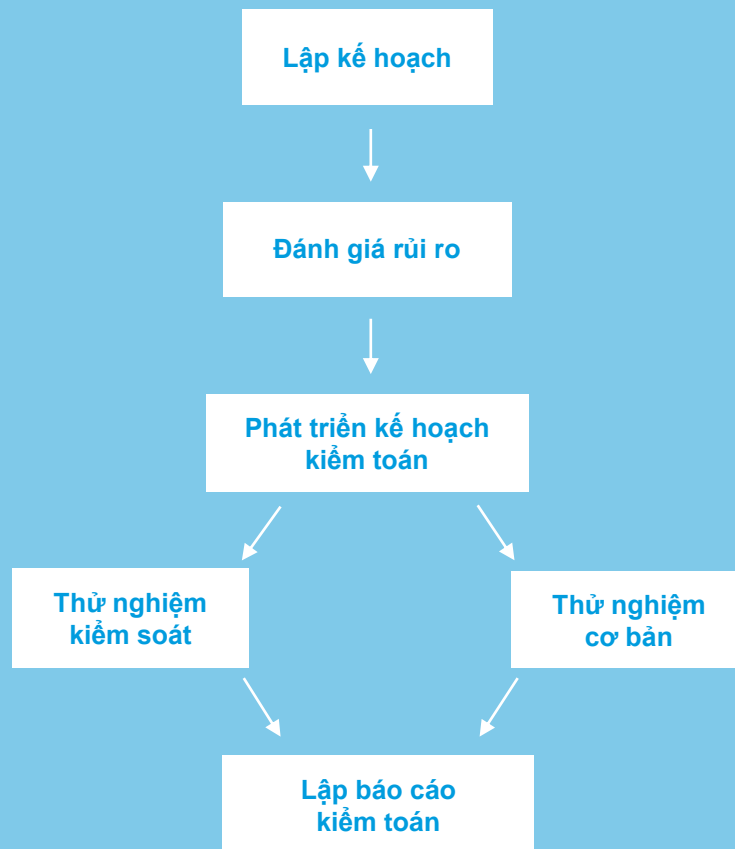 Lập kế hoạch
Đánh giá rủi ro
Phát triển kế hoạch
kiểm toán
Thử nghiệm
kiểm soát
Thử nghiệm
cơ bản
Lập báo cáo
kiểm toán